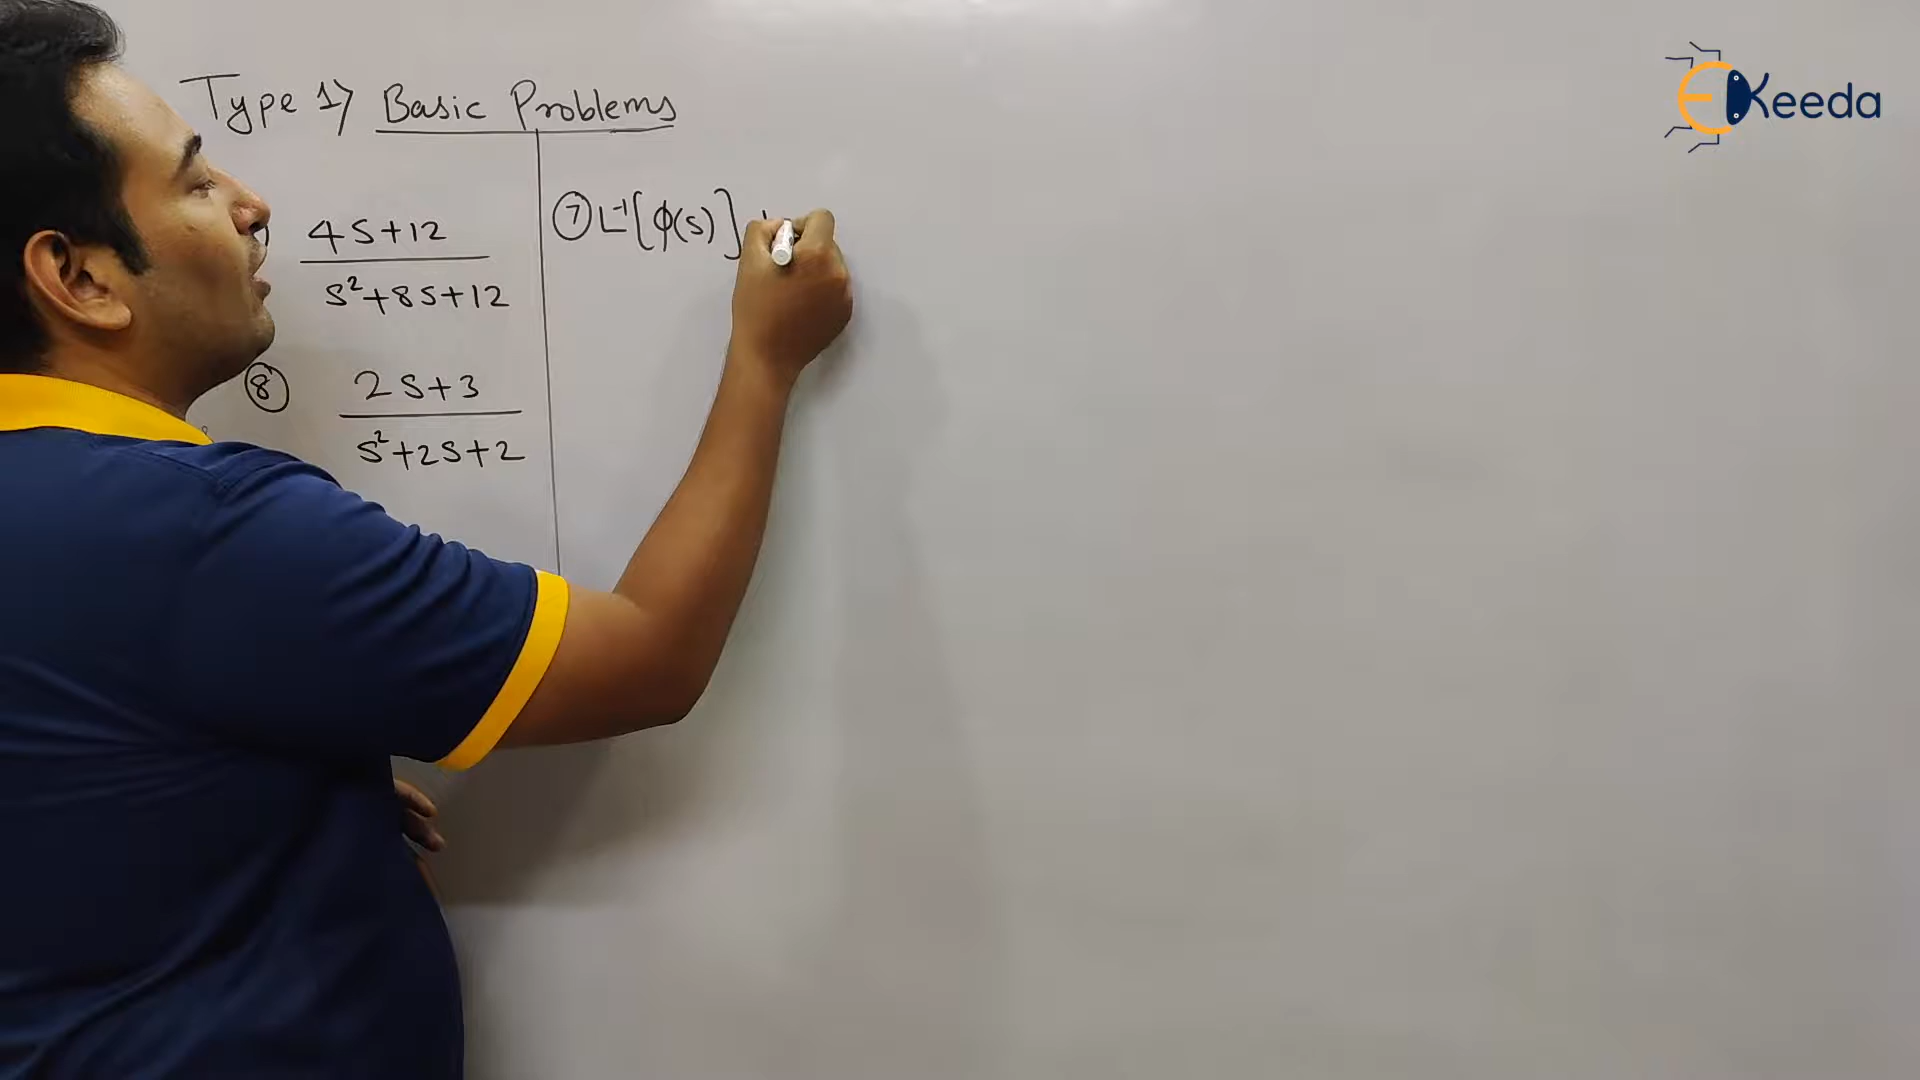 Type 1) Basic Problems
4s+12
s²+8s+12
⑧ 2s+3
s²+2s+2
⑦ L⁻¹[ϕ(s)]
EKeeda